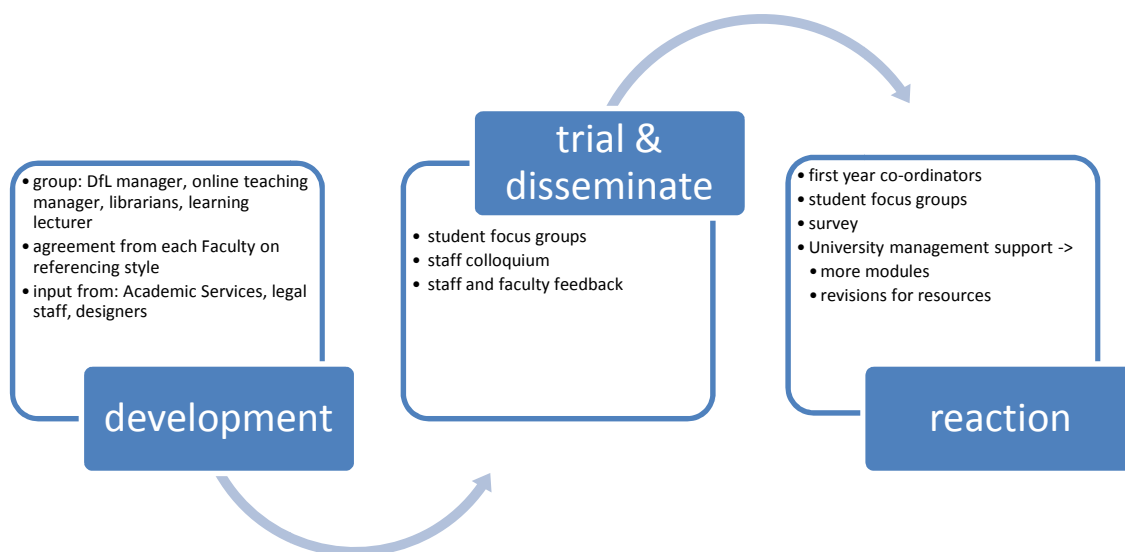 • group: DfL manager, online teaching
manager, librarians, learning
lecturer
• agreement from each Faculty on
referencing style
• input from: Academic Services, legal
staff, designers
development
trial &
disseminate
• student focus groups
• staff colloquium
• staff and faculty feedback
• first year co-ordinators
• student focus groups
• survey
• University management support ->
• more modules
• revisions for resources
reaction